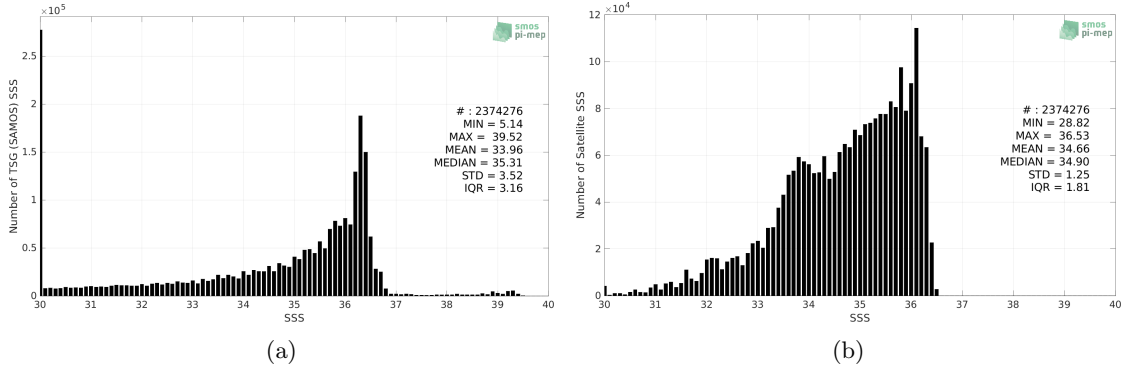 ×10⁵
Number of TSG (SAMOS) SSS
2.5
2
1.5
1
0.5
0
30 31 32 33 34 35 36 37 38 39 40
SSS
smos
pi-mep
# : 2374276
MIN = 5.14
MAX = 39.52
MEAN = 33.96
MEDIAN = 35.31
STD = 3.52
IQR = 3.16
(a)
×10⁴
Number of Satellite SSS
12
10
8
6
4
2
0
30 31 32 33 34 35 36 37 38 39 40
SSS
smos
pi-mep
# : 2374276
MIN = 28.82
MAX = 36.53
MEAN = 34.66
MEDIAN = 34.90
STD = 1.25
IQR = 1.81
(b)